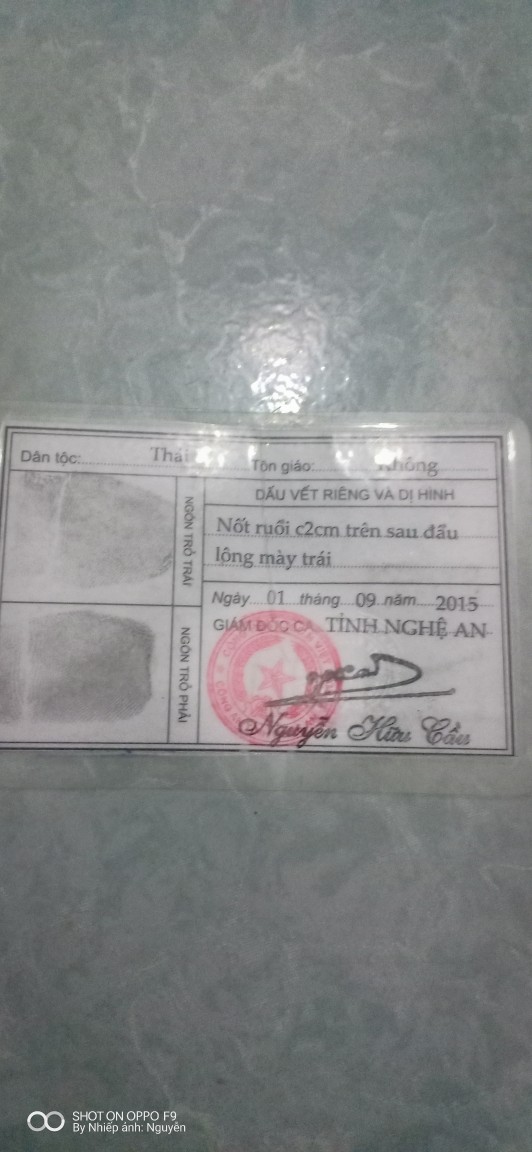 Dân tộc: Thái Tôn giáo: Không
DẤU VẾT RIÊNG VÀ DỊ HÌNH
NGÓN TRỎ TRÁI
Nốt ruồi c2cm trên sau đầu
lông mày trái
Ngày 01 tháng 09 năm 2015
GIÁM ĐỐC CA TỈNH NGHỆ AN
NGÓN TRỎ PHẢI
Nguyễn Hữu Cầu
SHOT ON OPPO F9
By Nhiếp ảnh: Nguyên